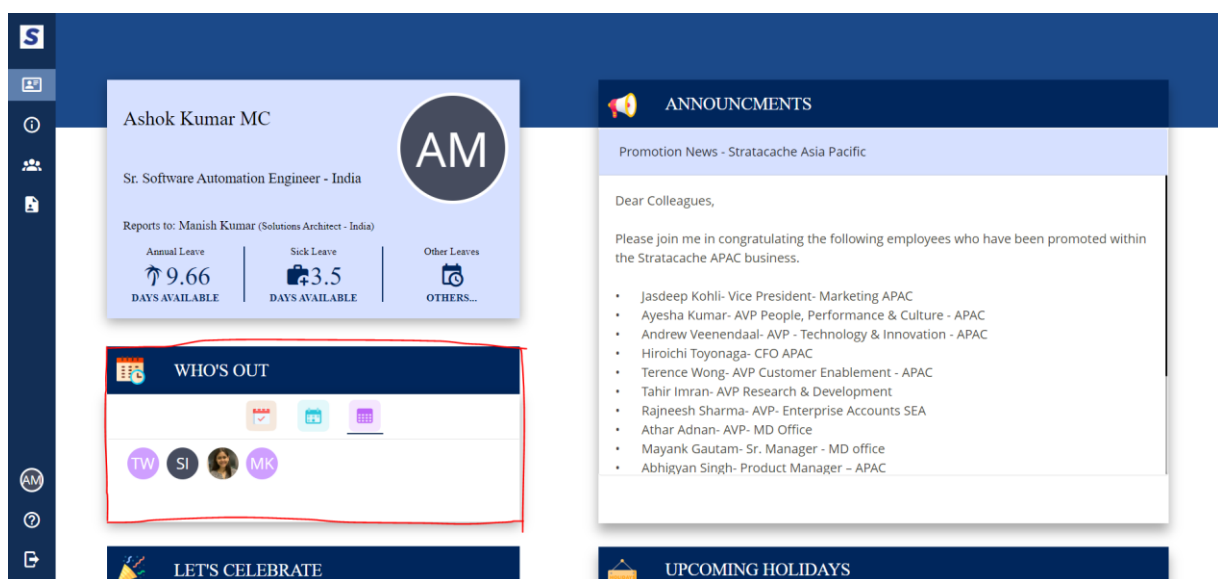 S
Ashok Kumar MC
AM
Sr. Software Automation Engineer - India
Reports to: Manish Kumar (Solutions Architect - India)
Annual Leave
9.66
DAYS AVAILABLE
Sick Leave
3.5
DAYS AVAILABLE
Other Leaves
OTHERS...
WHO'S OUT
TW
SI
MK
LET'S CELEBRATE
ANNOUNCMENTS
Promotion News - Stratacache Asia Pacific
Dear Colleagues,
Please join me in congratulating the following employees who have been promoted within
the Stratacache APAC business.
• Jasdeep Kohli- Vice President- Marketing APAC
• Ayesha Kumar- AVP People, Performance & Culture - APAC
• Andrew Veenendaal- AVP - Technology & Innovation - APAC
• Hiroichi Toyonaga- CFO APAC
• Terence Wong- AVP Customer Enablement - APAC
• Tahir Imran- AVP Research & Development
• Rajneesh Sharma- AVP- Enterprise Accounts SEA
• Athar Adnan- AVP- MD Office
• Mayank Gautam- Sr. Manager - MD office
• Abhigyan Singh- Product Manager – APAC
UPCOMING HOLIDAYS
AM